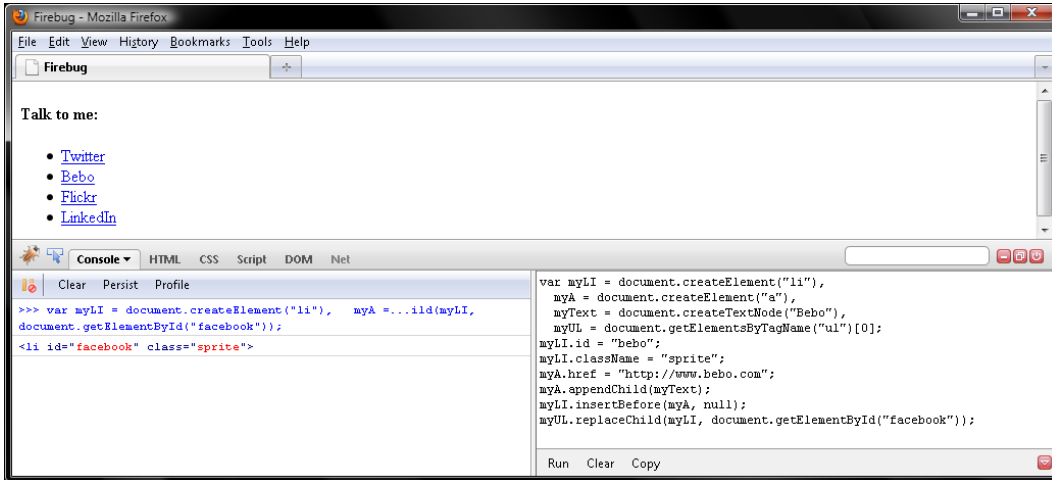 Firebug - Mozilla Firefox
File Edit View History Bookmarks Tools Help
Firebug
Talk to me:
• Twitter
• Bebo
• Flickr
• LinkedIn
Console ▾ HTML CSS Script DOM Net
Clear Persist Profile
>>> var myLI = document.createElement("li"),   myA =...ild(myLI,
document.getElementById("facebook"));
<li id="facebook" class="sprite">
var myLI = document.createElement("li"),
  myA = document.createElement("a"),
  myText = document.createTextNode("Bebo"),
  myUL = document.getElementsByTagName("ul")[0];
myLI.id = "bebo";
myLI.className = "sprite";
myA.href = "http://www.bebo.com";
myA.appendChild(myText);
myLI.insertBefore(myA, null);
myUL.replaceChild(myLI, document.getElementById("facebook"));
Run Clear Copy